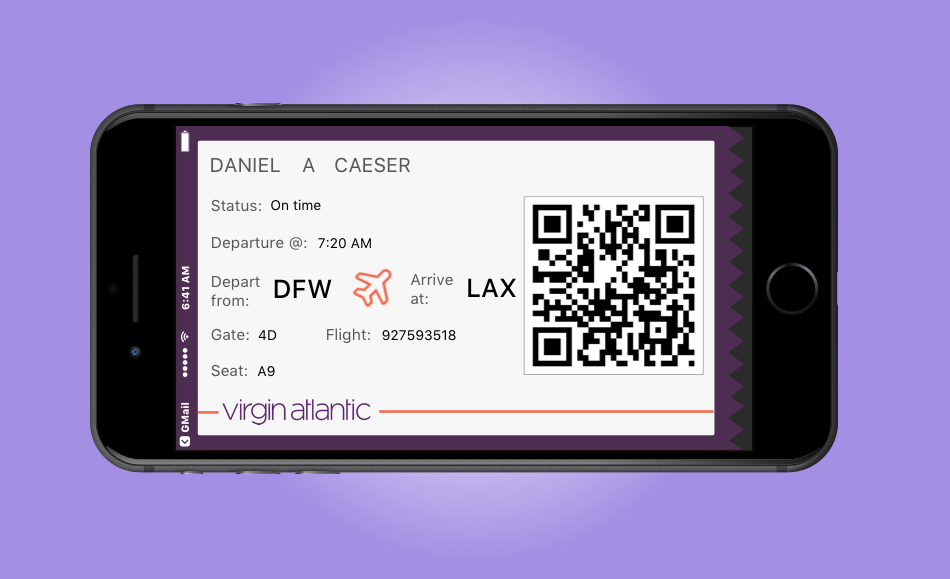 DANIEL A CAESER
Status: On time
Departure @: 7:20 AM
Depart from: DFW Arrive at: LAX
Gate: 4D Flight: 927593518
Seat: A9
virgin atlantic
GMail 6:41 AM